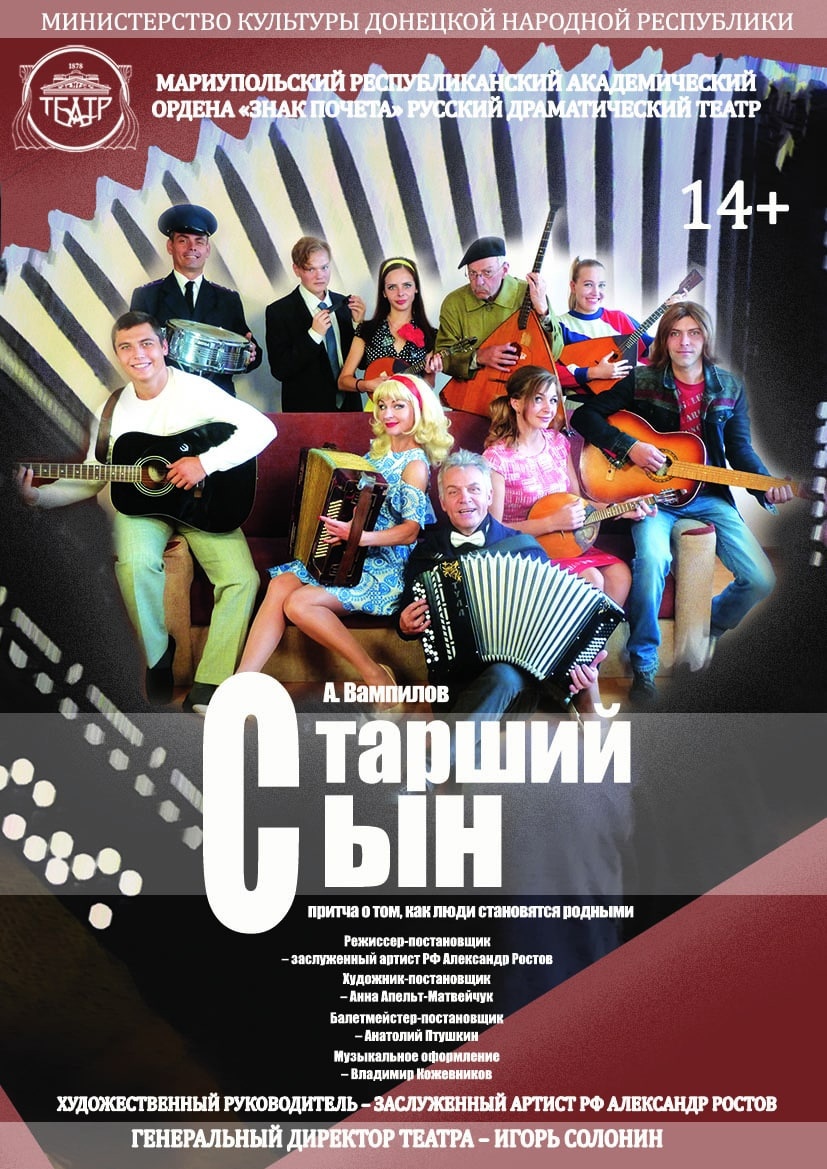 МИНИСТЕРСТВО КУЛЬТУРЫ ДОНЕЦКОЙ НАРОДНОЙ РЕСПУБЛИКИ
1878
ТЕАТР
МАРИУПОЛЬСКИЙ РЕСПУБЛИКАНСКИЙ АКАДЕМИЧЕСКИЙ
ОРДЕНА «ЗНАК ПОЧЕТА» РУССКИЙ ДРАМАТИЧЕСКИЙ ТЕАТР
14+
ТУЛА
А. Вампилов
Старший
Сын
притча о том, как люди становятся родными
Режиссер-постановщик
– заслуженный артист РФ Александр Ростов
Художник-постановщик
– Анна Апельт-Матвейчук
Балетмейстер-постановщик
– Анатолий Птушкин
Музыкальное оформление
– Владимир Кожевников
ХУДОЖЕСТВЕННЫЙ РУКОВОДИТЕЛЬ – ЗАСЛУЖЕННЫЙ АРТИСТ РФ АЛЕКСАНДР РОСТОВ
ГЕНЕРАЛЬНЫЙ ДИРЕКТОР ТЕАТРА – ИГОРЬ СОЛОНИН